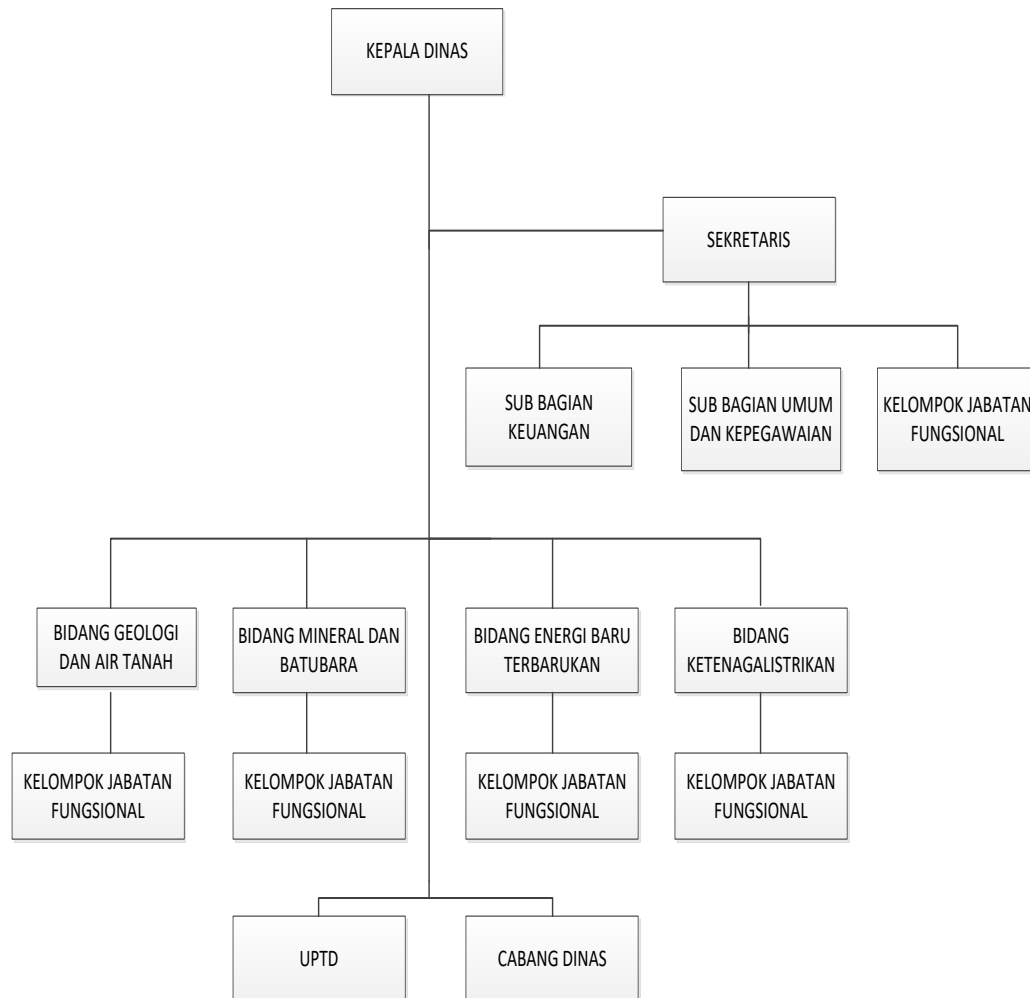 KEPALA DINAS
SEKRETARIS
SUB BAGIAN
KEUANGAN
SUB BAGIAN UMUM
DAN KEPEGAWAIAN
KELOMPOK JABATAN
FUNGSIONAL
BIDANG GEOLOGI
DAN AIR TANAH
BIDANG MINERAL DAN
BATUBARA
BIDANG ENERGI BARU
TERBARUKAN
BIDANG
KETENAGALISTRIKAN
KELOMPOK JABATAN
FUNGSIONAL
KELOMPOK JABATAN
FUNGSIONAL
KELOMPOK JABATAN
FUNGSIONAL
KELOMPOK JABATAN
FUNGSIONAL
UPTD
CABANG DINAS